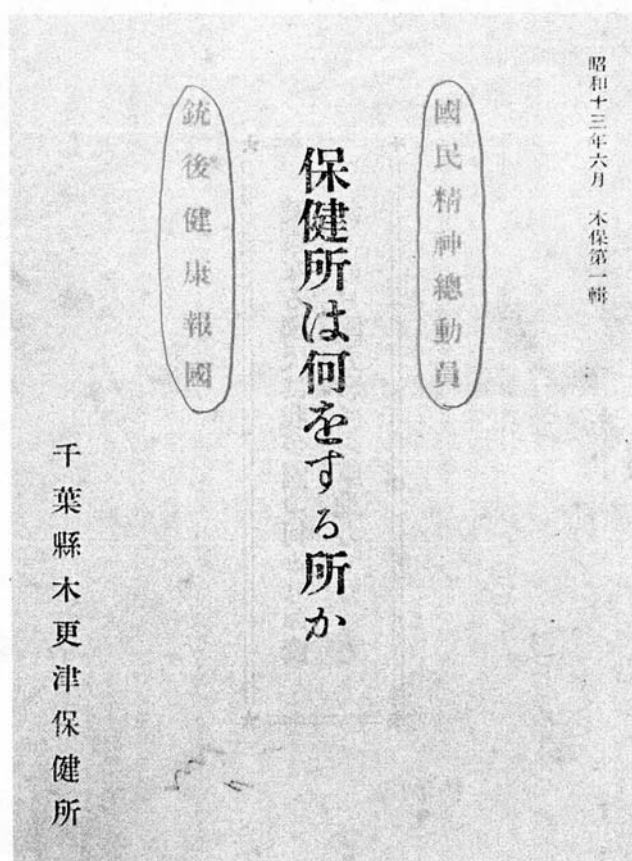 昭和十三年六月 木保第一輯
國民精神總動員
保健所は何をする所か
銃後健康報國
千葉縣木更津保健所